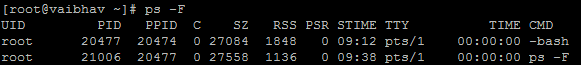 [root@vaibhav ~]# ps -F
UID        PID  PPID  C    SZ   RSS PSR STIME TTY          TIME CMD
root     20477 20474  0 27084  1848   0 09:12 pts/1    00:00:00 -bash
root     21006 20477  0 27558  1136   0 09:38 pts/1    00:00:00 ps -F